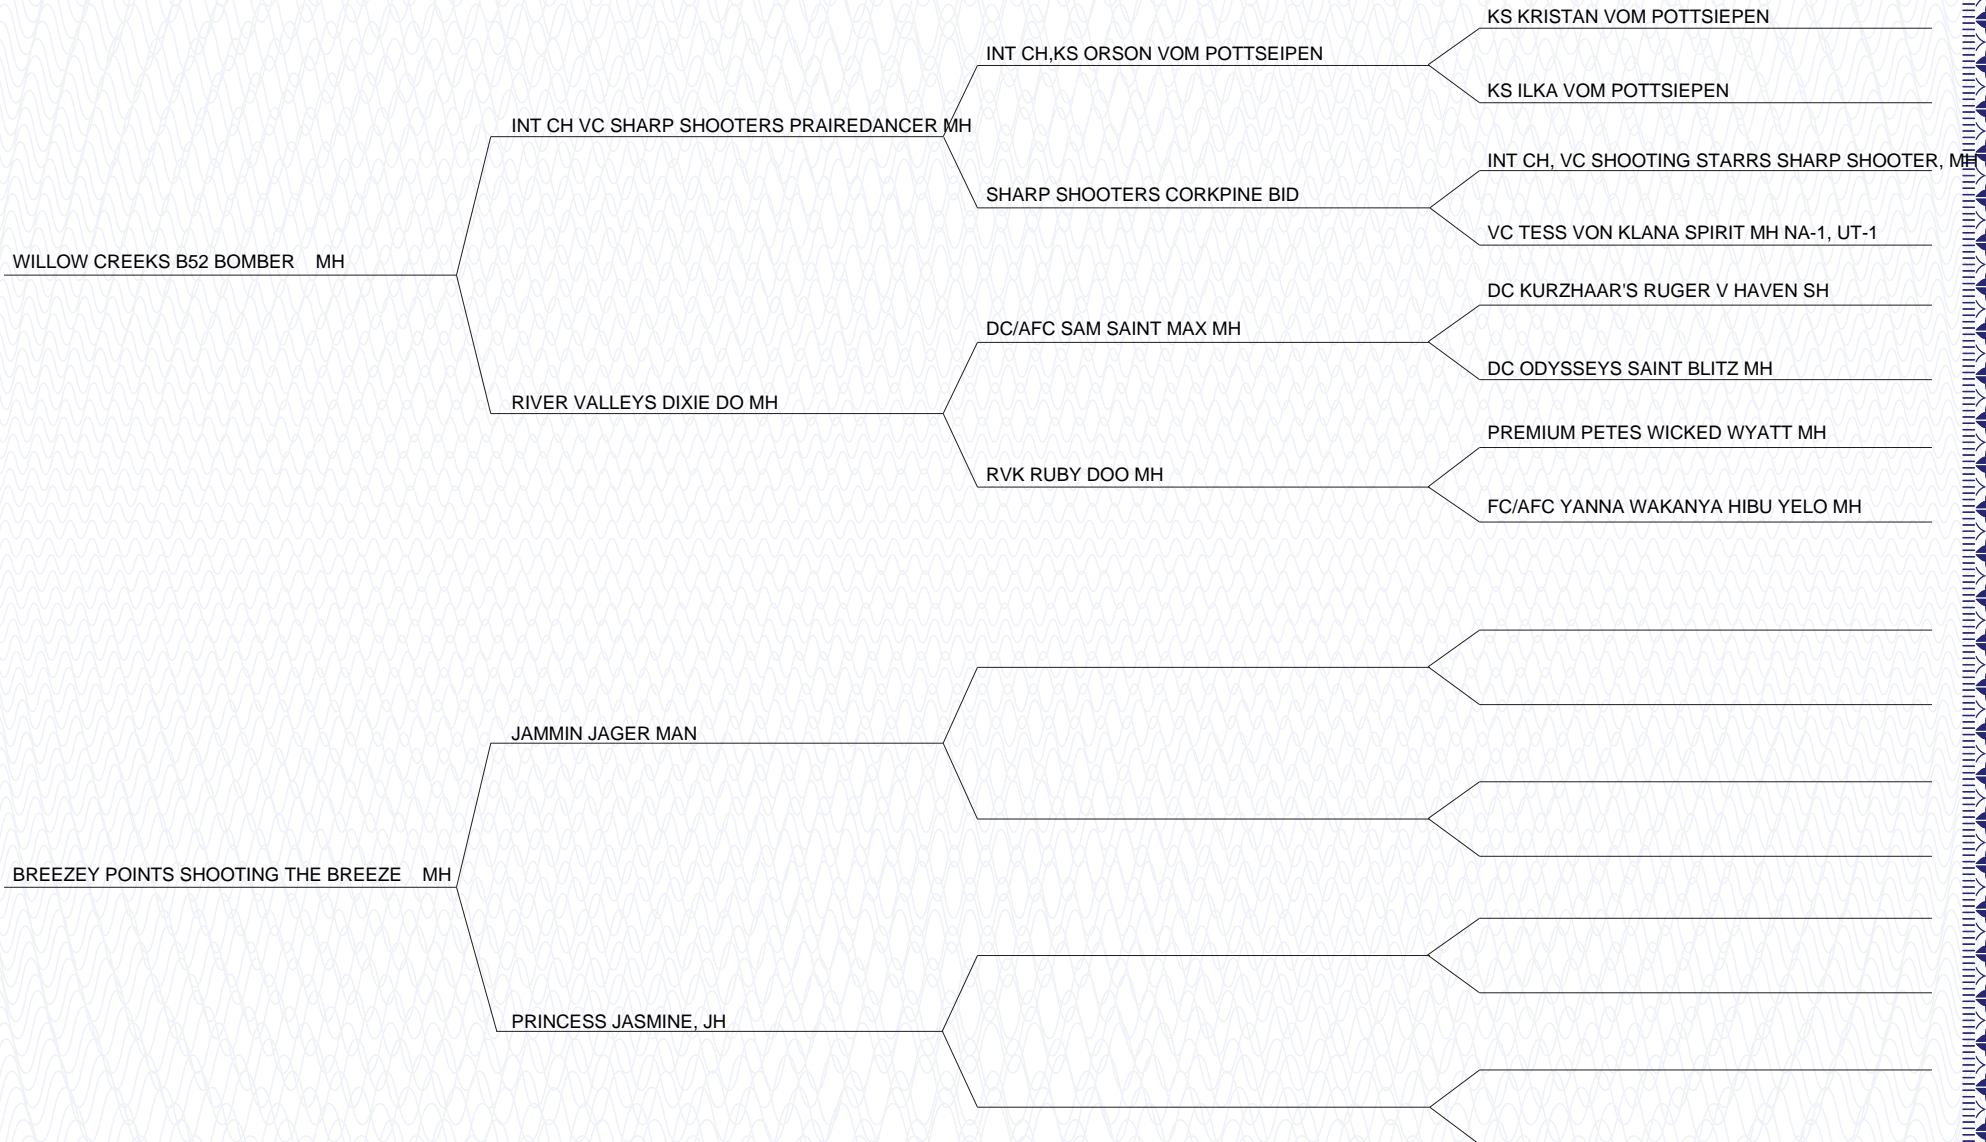 KS KRISTAN VOM POTTSIEPEN
INT CH,KS ORSON VOM POTTSEIPEN
KS ILKA VOM POTTSIEPEN
INT CH VC SHARP SHOOTERS PRAIREDANCER MH
INT CH, VC SHOOTING STARRS SHARP SHOOTER, MH
SHARP SHOOTERS CORKPINE BID
VC TESS VON KLANA SPIRIT MH NA-1, UT-1
WILLOW CREEKS B52 BOMBER MH
DC KURZHAAR'S RUGER V HAVEN SH
DC/AFC SAM SAINT MAX MH
DC ODYSSEYS SAINT BLITZ MH
RIVER VALLEYS DIXIE DO MH
PREMIUM PETES WICKED WYATT MH
RVK RUBY DOO MH
FC/AFC YANNA WAKANYA HIBU YELO MH
JAMMIN JAGER MAN
BREEZEY POINTS SHOOTING THE BREEZE MH
PRINCESS JASMINE, JH